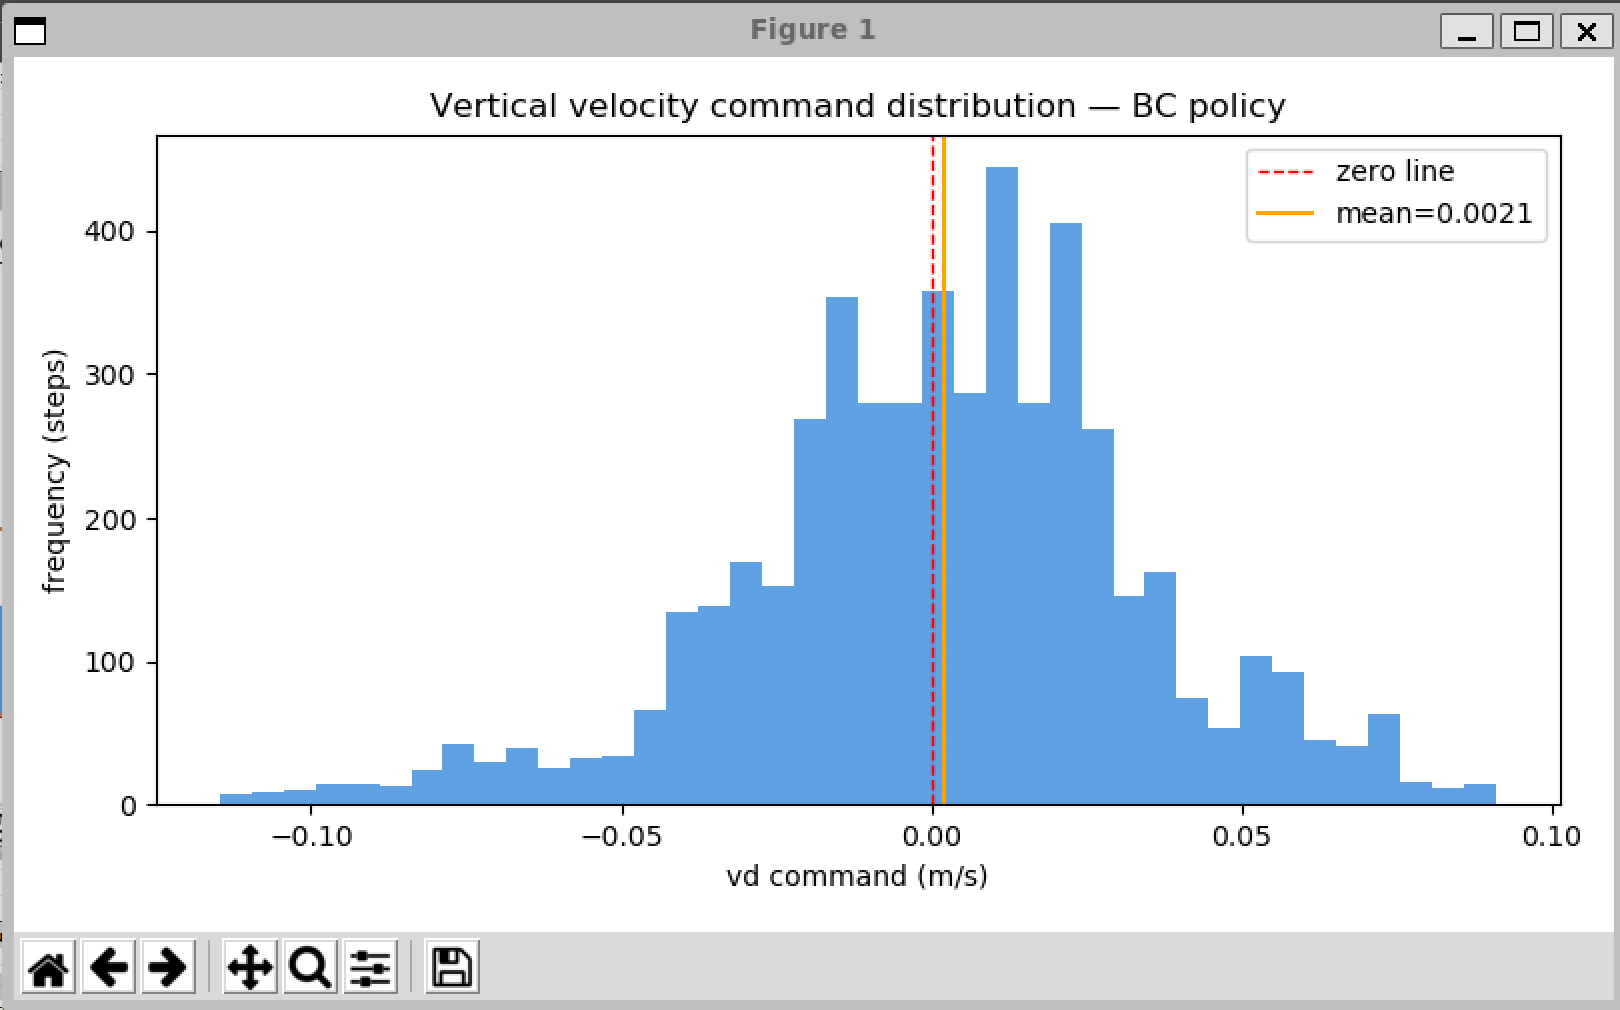 Figure 1
Vertical velocity command distribution — BC policy
zero line
mean=0.0021
frequency (steps)
400
300
200
100
0
−0.10
−0.05
0.00
0.05
0.10
vd command (m/s)